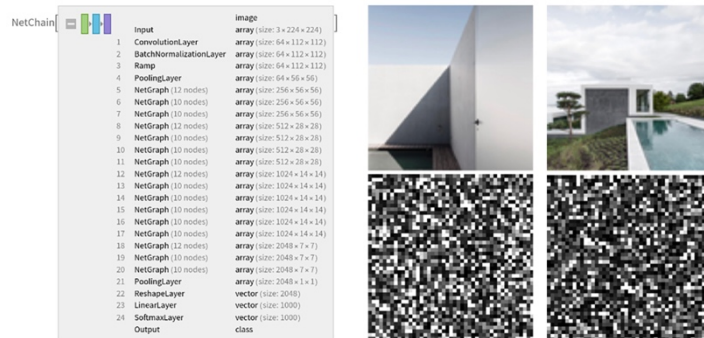 NetChain[
image
Input array (size: 3×224×224)
1 ConvolutionLayer array (size: 64×112×112)
2 BatchNormalizationLayer array (size: 64×112×112)
3 Ramp array (size: 64×112×112)
4 PoolingLayer array (size: 64×56×56)
5 NetGraph (12 nodes) array (size: 256×56×56)
6 NetGraph (10 nodes) array (size: 256×56×56)
7 NetGraph (10 nodes) array (size: 256×56×56)
8 NetGraph (12 nodes) array (size: 512×28×28)
9 NetGraph (10 nodes) array (size: 512×28×28)
10 NetGraph (10 nodes) array (size: 512×28×28)
11 NetGraph (10 nodes) array (size: 512×28×28)
12 NetGraph (12 nodes) array (size: 1024×14×14)
13 NetGraph (10 nodes) array (size: 1024×14×14)
14 NetGraph (10 nodes) array (size: 1024×14×14)
15 NetGraph (10 nodes) array (size: 1024×14×14)
16 NetGraph (10 nodes) array (size: 1024×14×14)
17 NetGraph (10 nodes) array (size: 1024×14×14)
18 NetGraph (12 nodes) array (size: 2048×7×7)
19 NetGraph (10 nodes) array (size: 2048×7×7)
20 NetGraph (10 nodes) array (size: 2048×7×7)
21 PoolingLayer array (size: 2048×1×1)
22 ReshapeLayer vector (size: 2048)
23 LinearLayer vector (size: 1000)
24 SoftmaxLayer vector (size: 1000)
Output class
]